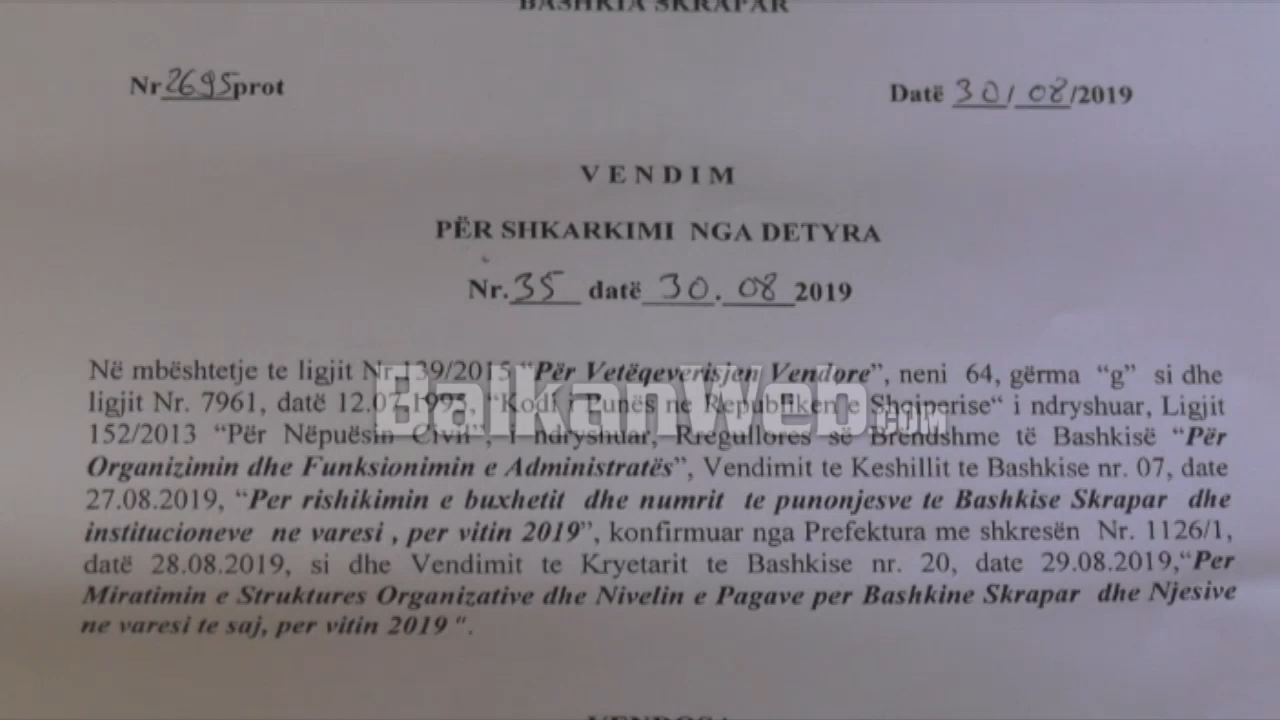 BASHKIA SKRAPAR
Nr 2695 prot
Datë 30/08/2019
VENDIM
PËR SHKARKIMI NGA DETYRA
Nr. 35 datë 30.08 2019
Në mbështetje te ligjit Nr.139/2015 “Për Vetëqeverisjen Vendore”, neni 64, gërma “g” si dhe
ligjit Nr. 7961, datë 12.07.1995, “Kodi i Punës ne Republiken e Shqiperise“ i ndryshuar, Ligjit
152/2013 “Për Nëpuësin Civil”, i ndryshuar, Rregullores së Brendshme të Bashkisë “Për
Organizimin dhe Funksionimin e Administratës”, Vendimit te Keshillit te Bashkise nr. 07, date
27.08.2019, “Per rishikimin e buxhetit dhe numrit te punonjesve te Bashkise Skrapar dhe
institucioneve ne varesi , per vitin 2019”, konfirmuar nga Prefektura me shkresën Nr. 1126/1,
datë 28.08.2019, si dhe Vendimit te Kryetarit te Bashkise nr. 20, date 29.08.2019,“Per
Miratimin e Struktures Organizative dhe Nivelin e Pagave per Bashkine Skrapar dhe Njesive
ne varesi te saj, per vitin 2019 “.
VENDOSA
BalkanWeb.COM